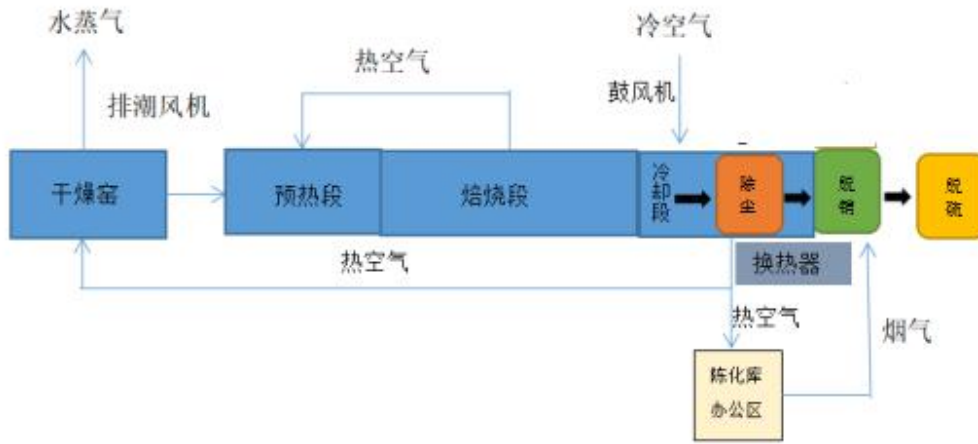 水蒸气
冷空气
热空气
排潮风机
鼓风机
干燥窑
预热段
焙烧段
冷却段
除尘
脱硝
脱硫
热空气
换热器
热空气
烟气
陈化库
办公区